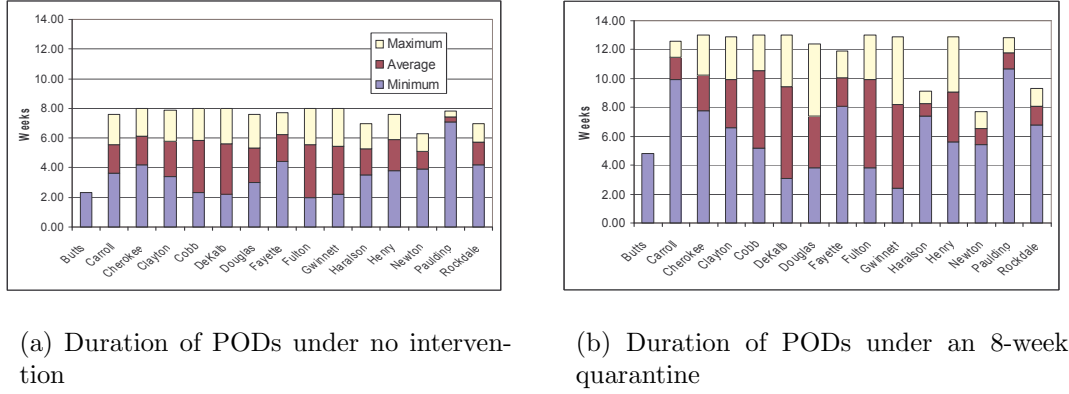 14.00
12.00
10.00
8.00
6.00
4.00
2.00
0.00
Weeks
Maximum
Average
Minimum
Butts
Carroll
Cherokee
Clayton
Cobb
DeKalb
Douglas
Fayette
Fulton
Gwinnett
Haralson
Henry
Newton
Paulding
Rockdale
(a) Duration of PODs under no interven-
tion
14.00
12.00
10.00
8.00
6.00
4.00
2.00
0.00
Weeks
Butts
Carroll
Cherokee
Clayton
Cobb
DeKalb
Douglas
Fayette
Fulton
Gwinnett
Haralson
Henry
Newton
Paulding
Rockdale
(b) Duration of PODs under an 8-week
quarantine